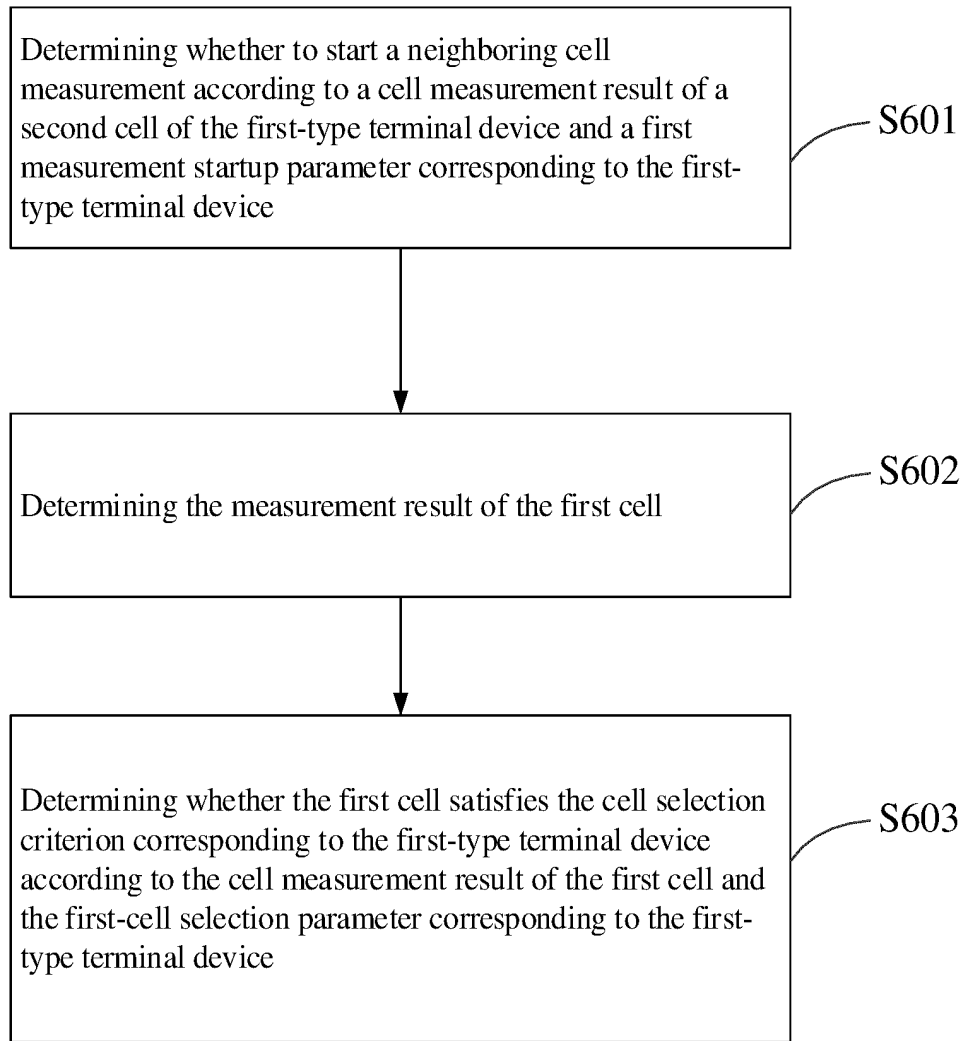 Determining whether to start a neighboring cell
measurement according to a cell measurement result of
a second cell of the first-type terminal device and a first
measurement startup parameter corresponding to the first-
type terminal device
S601
Determining the measurement result of the first cell
S602
Determining whether the first cell satisfies the cell selection
criterion corresponding to the first-type terminal device
according to the cell measurement result of the first cell and
the first-cell selection parameter corresponding to the first-
type terminal device
S603